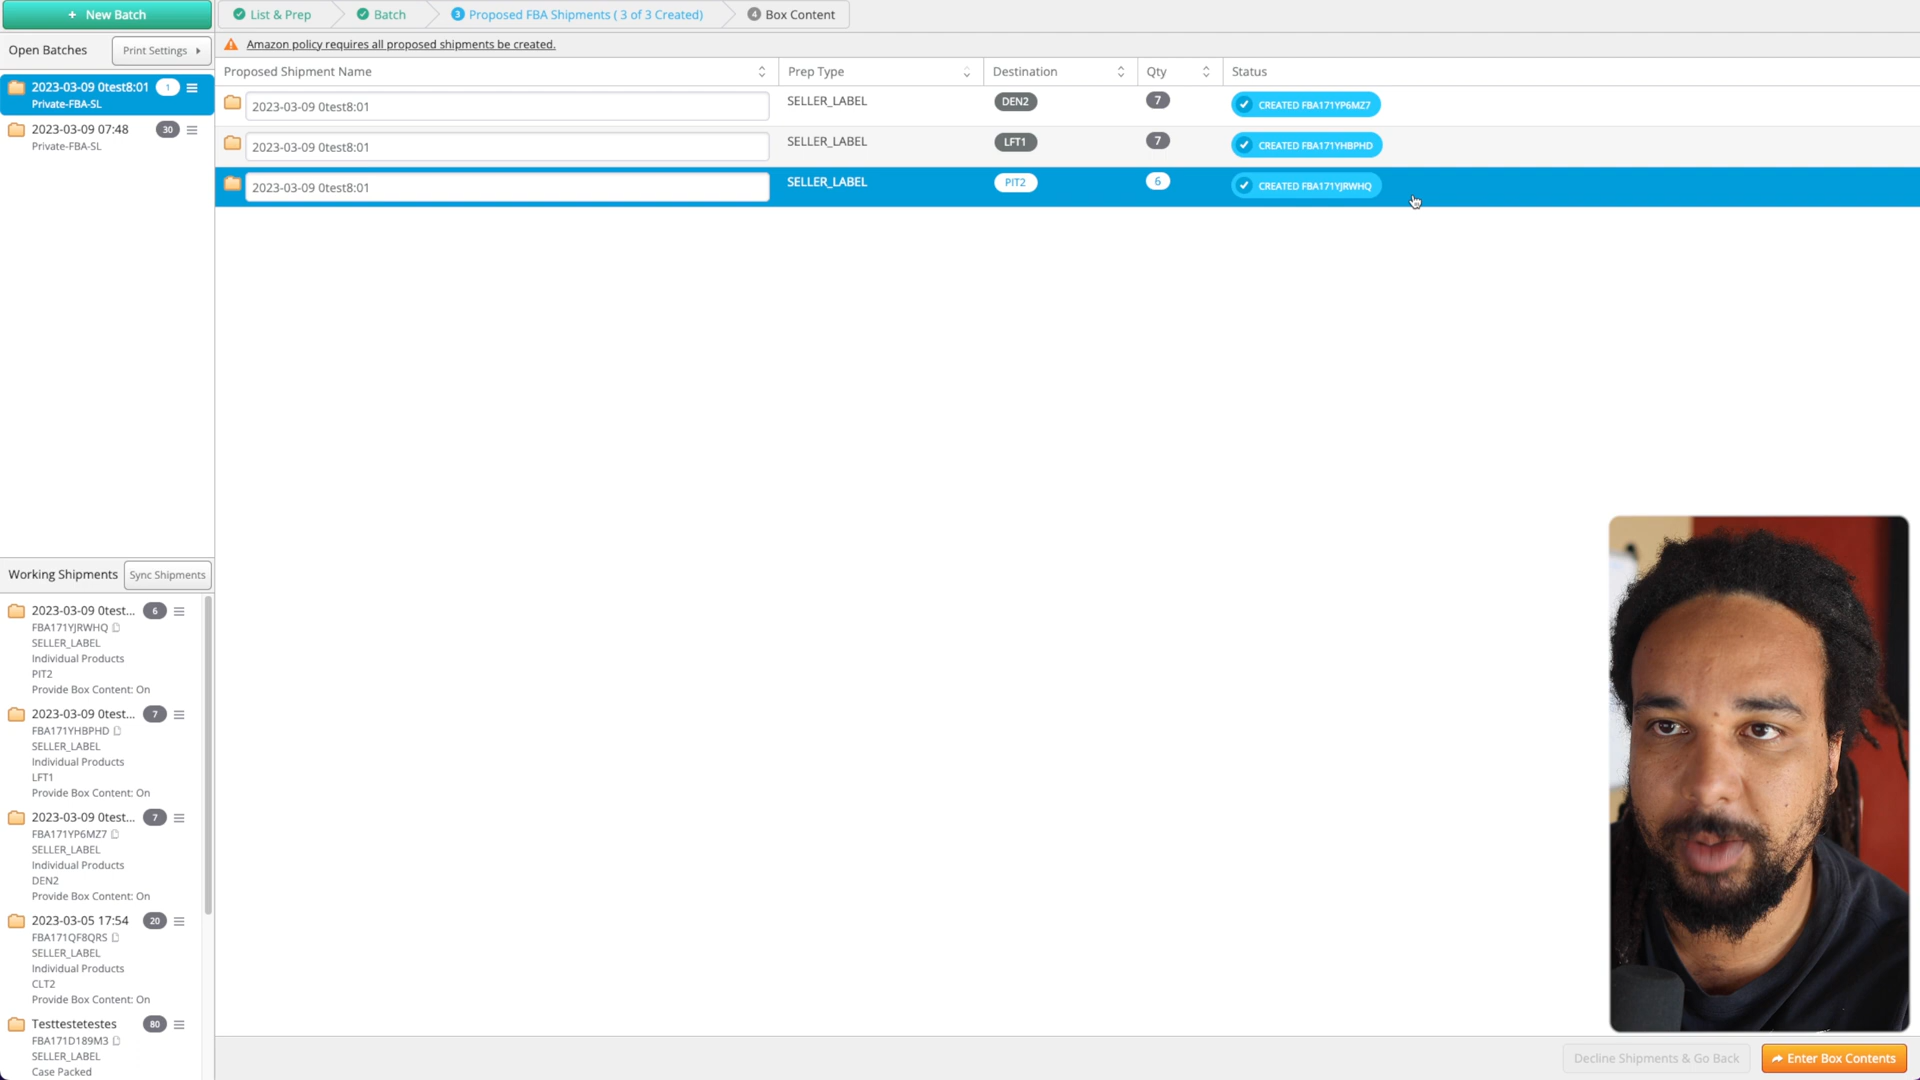 + New Batch
List & Prep
Batch
3 Proposed FBA Shipments ( 3 of 3 Created)
4 Box Content
Open Batches
Print Settings
Amazon policy requires all proposed shipments be created.
2023-03-09 0test8:01 1
Private-FBA-SL
2023-03-09 07:48 30
Private-FBA-SL
Proposed Shipment Name Prep Type Destination Qty Status
2023-03-09 0test8:01 SELLER_LABEL DEN2 7 CREATED FBA171YP6MZ7
2023-03-09 0test8:01 SELLER_LABEL LFT1 7 CREATED FBA171YHBPHD
2023-03-09 0test8:01 SELLER_LABEL PIT2 6 CREATED FBA171YJRWHQ
Working Shipments Sync Shipments
2023-03-09 0test... 6
FBA171YJRWHQ
SELLER_LABEL
Individual Products
PIT2
Provide Box Content: On
2023-03-09 0test... 7
FBA171YHBPHD
SELLER_LABEL
Individual Products
LFT1
Provide Box Content: On
2023-03-09 0test... 7
FBA171YP6MZ7
SELLER_LABEL
Individual Products
DEN2
Provide Box Content: On
2023-03-05 17:54 20
FBA171QF8QRS
SELLER_LABEL
Individual Products
CLT2
Provide Box Content: On
Testtestetestes 80
FBA171D189M3
SELLER_LABEL
Case Packed
Decline Shipments & Go Back
Enter Box Contents